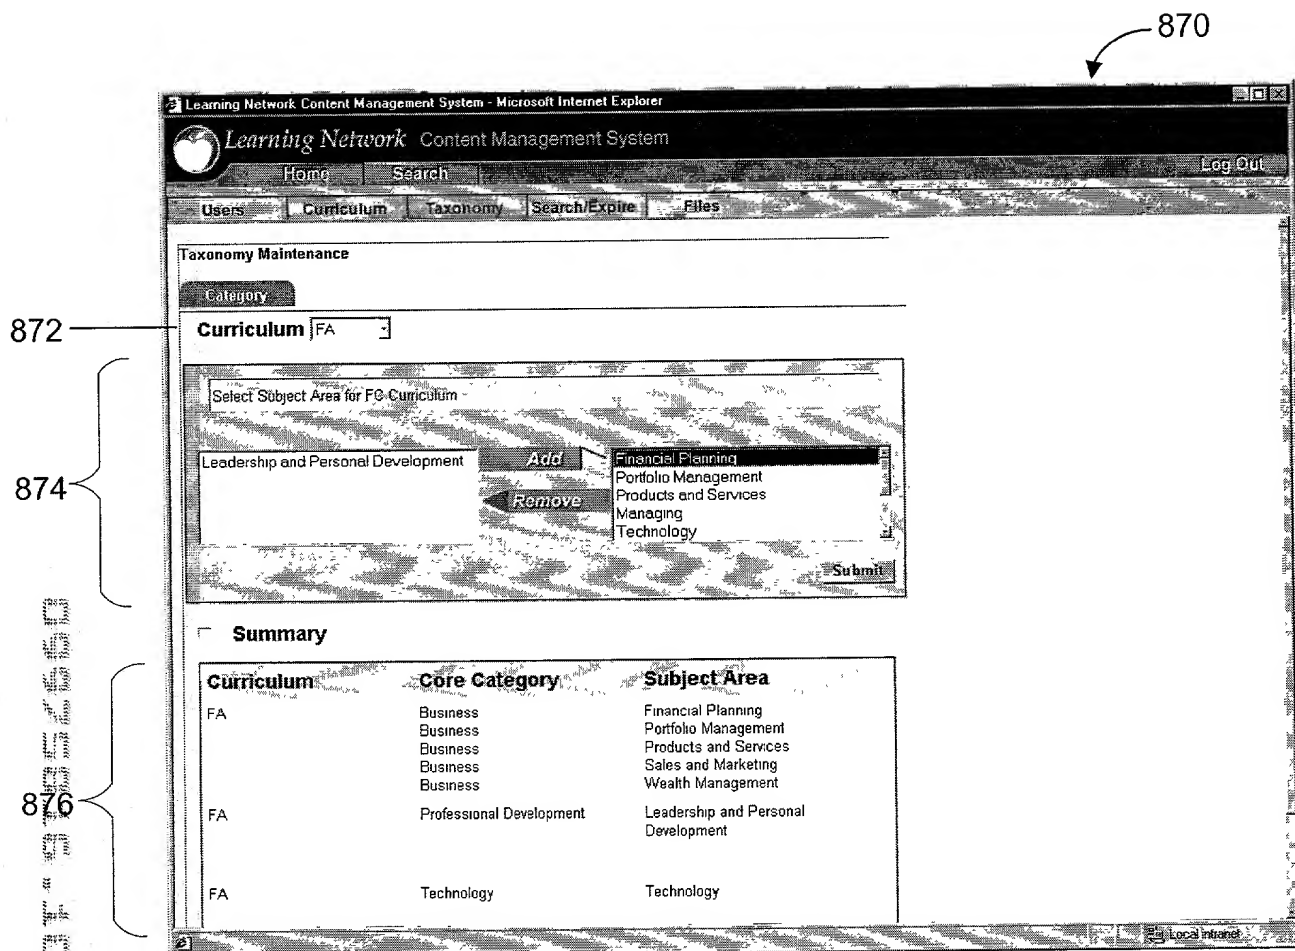 870
Learning Network Content Management System - Microsoft Internet Explorer
Learning Network Content Management System
Home Search Log Out
Users Curriculum Taxonomy Search/Expire Files
Taxonomy Maintenance
Category
872
Curriculum FA
874
Select Subject Area for FC Curriculum
Leadership and Personal Development
Add
Remove
Financial Planning
Portfolio Management
Products and Services
Managing
Technology
Submit
Summary
876
Curriculum Core Category Subject Area
FA Business Financial Planning
Business Portfolio Management
Business Products and Services
Business Sales and Marketing
Business Wealth Management
FA Professional Development Leadership and Personal
Development
FA Technology Technology
Local intranet